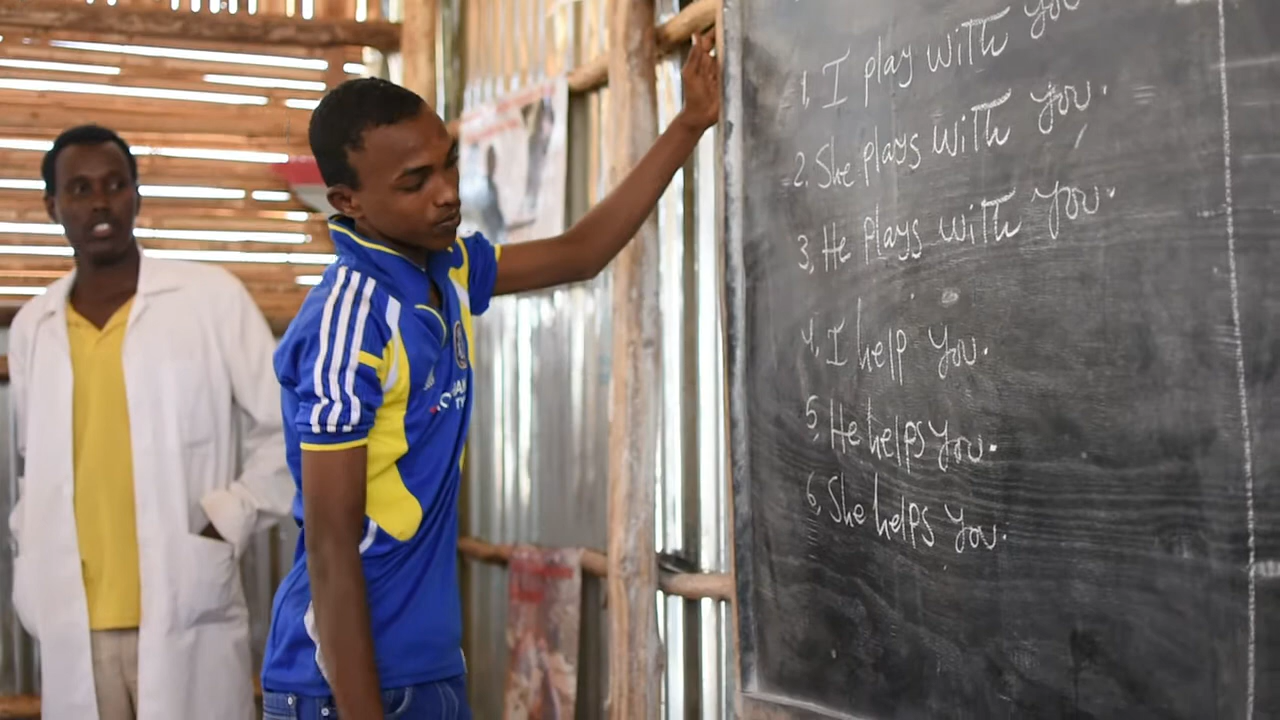 1, I play with you
2. She plays with you.
3, He plays with you.
4, I help you.
5, He helps you.
6, She helps you.